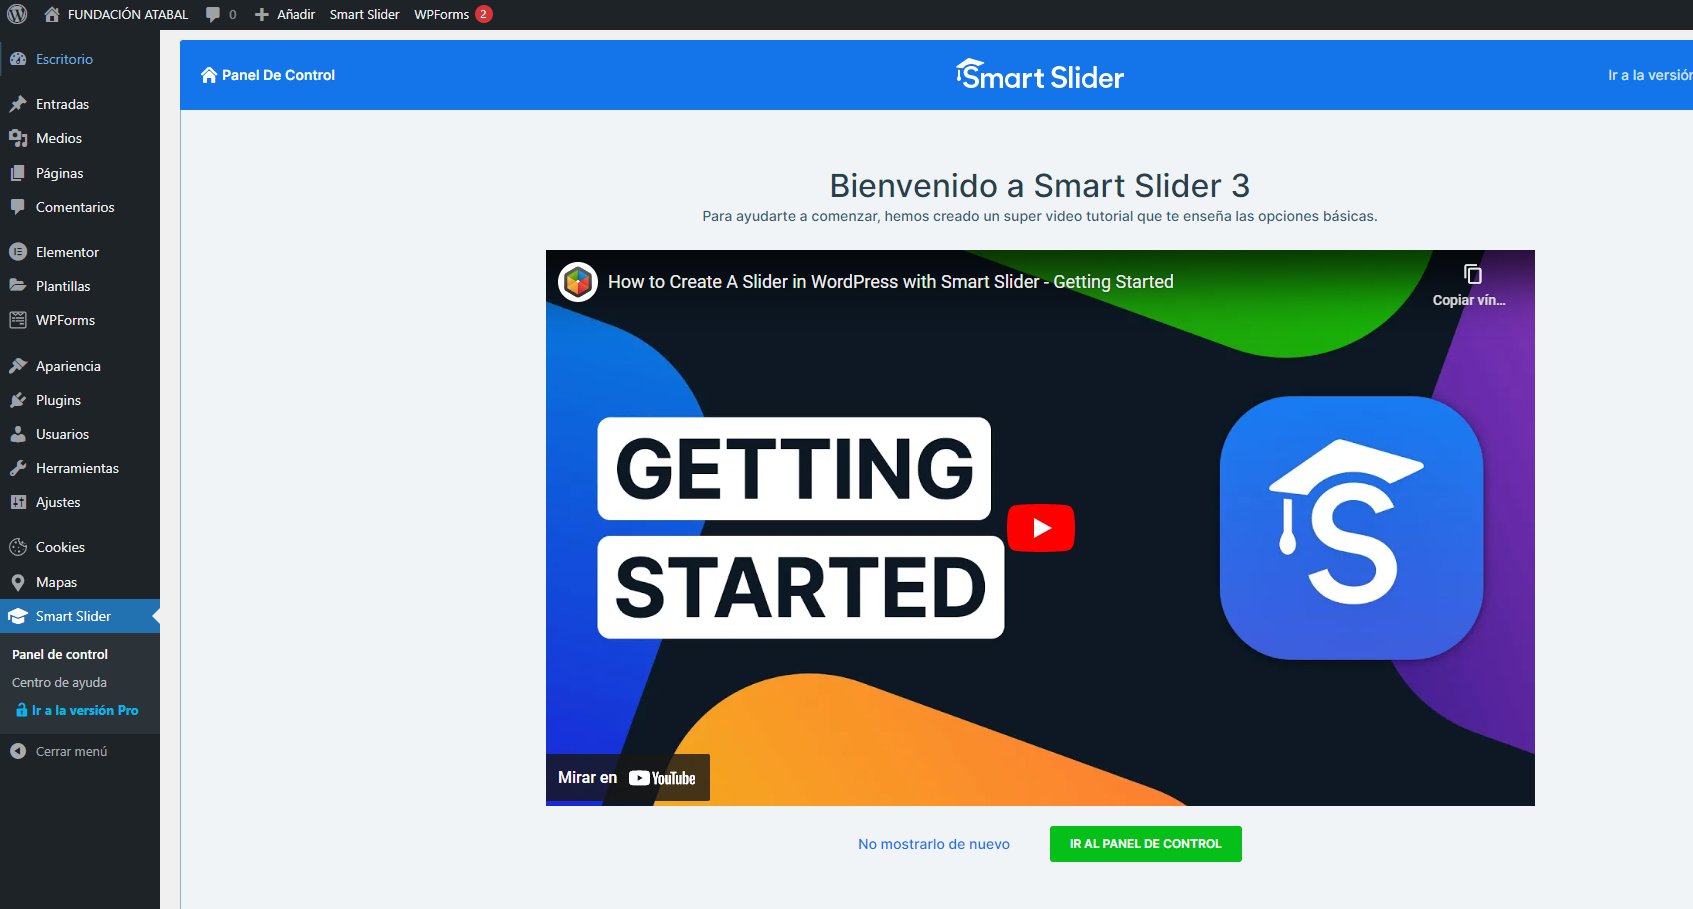 FUNDACIÓN ATABAL 0 Añadir Smart Slider WPForms 2
Escritorio
Entradas
Medios
Páginas
Comentarios
Elementor
Plantillas
WPForms
Apariencia
Plugins
Usuarios
Herramientas
Ajustes
Cookies
Mapas
Smart Slider
Panel de control
Centro de ayuda
Ir a la versión Pro
Cerrar menú
Panel De Control
Smart Slider
Ir a la versión
Bienvenido a Smart Slider 3
Para ayudarte a comenzar, hemos creado un super video tutorial que te enseña las opciones básicas.
How to Create A Slider in WordPress with Smart Slider - Getting Started
Copiar vín...
GETTING
STARTED
S
Mirar en YouTube
No mostrarlo de nuevo
IR AL PANEL DE CONTROL